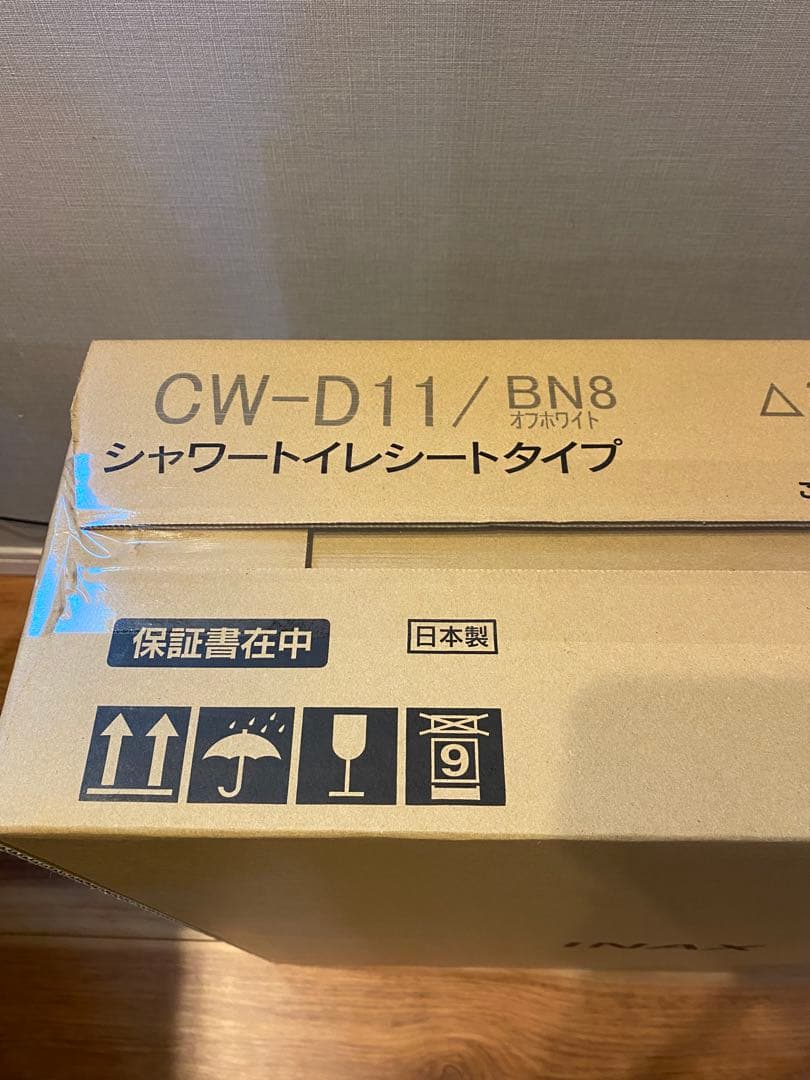 CW-D11/BN8
オフホワイト
シャワートイレシートタイプ
保証書在中
日本製
9
INAX